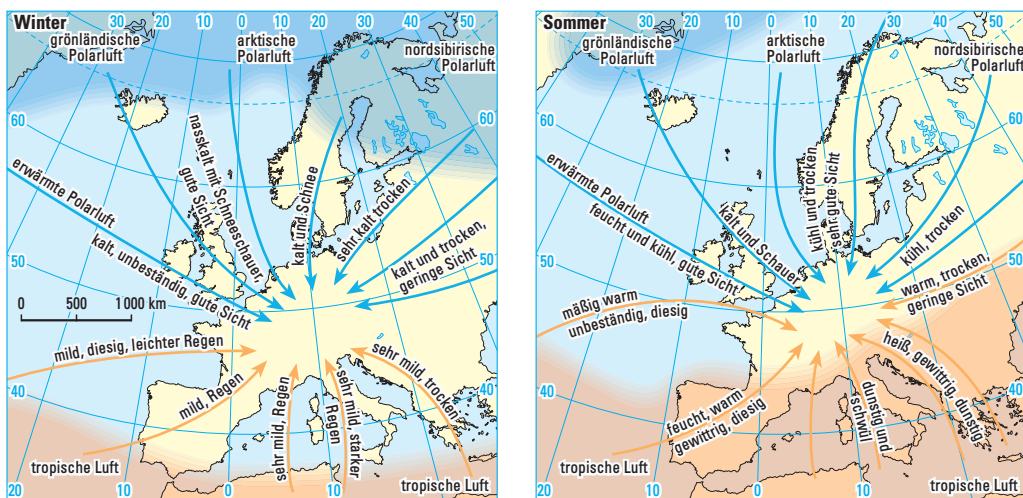 Winter
30
20
10
0
10
20
30
40
50
grönländische
Polarluft
arktische
Polarluft
nordsibirische
Polarluft
60
60
erwärmte Polarluft
kalt, unbeständig, gute Sicht
nasskalt mit Schneeschauer,
gute Sicht
kalt und Schnee
sehr kalt trocken
kalt und trocken,
geringe Sicht
50
50
0 500 1000 km
mild, diesig, leichter Regen
mild, Regen
sehr mild, Regen
sehr mild, starker
Regen
sehr mild, trocken
40
40
tropische Luft
tropische Luft
20
10
0
10
20
Sommer
30
20
10
0
10
20
30
40
50
grönländische
Polarluft
arktische
Polarluft
nordsibirische
Polarluft
60
60
erwärmte Polarluft
feucht und kühl, gute Sicht
kalt und Schauer
kühl und trocken
sehr gute Sicht
kühl, trocken
warm, trocken,
geringe Sicht
50
50
mäßig warm
unbeständig, diesig
feucht, warm
gewittrig, diesig
dunstig und
schwül
heiß, gewittrig, dunstig
40
40
tropische Luft
tropische Luft
20
10
0
10
20